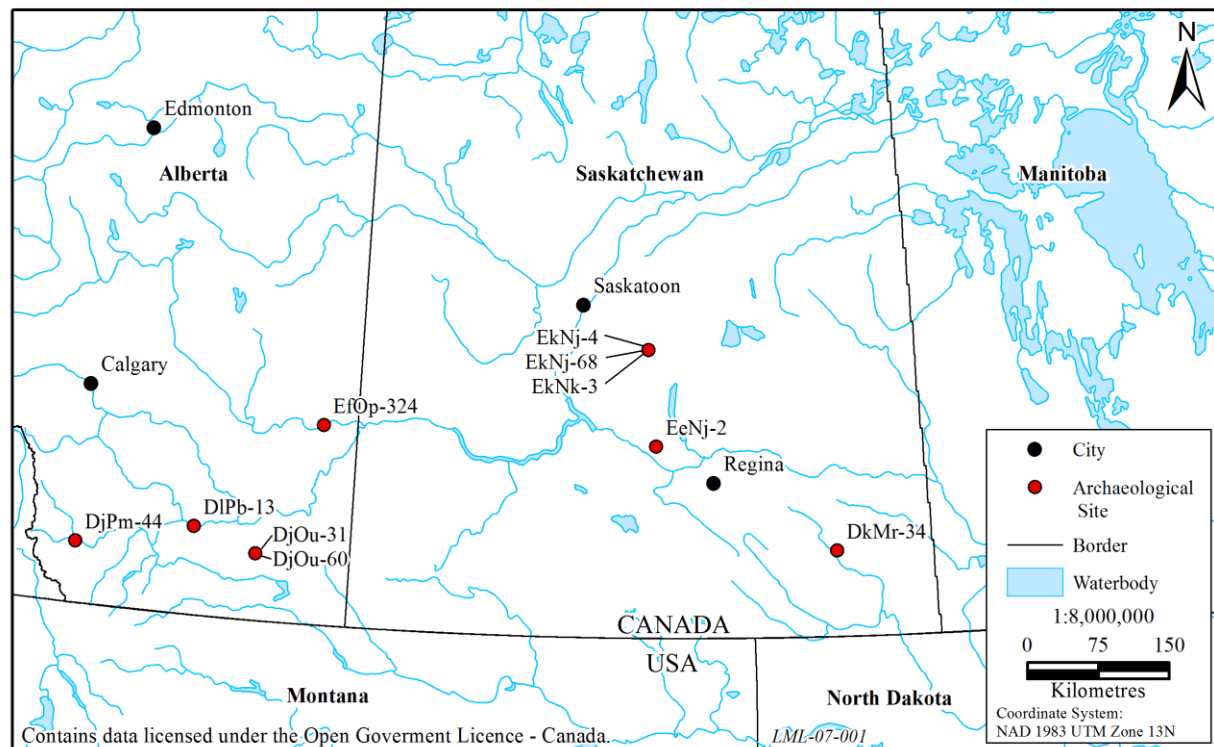 N
Edmonton
Alberta
Saskatchewan
Manitoba
Saskatoon
EkNj-4
EkNj-68
EkNk-3
Calgary
EfOp-324
EeNj-2
Regina
DjPm-44
DlPb-13
DjOu-31
DjOu-60
DkMr-34
CANADA
USA
Montana
North Dakota
City
Archaeological
Site
Border
Waterbody
1:8,000,000
0 75 150
Kilometres
Coordinate System:
NAD 1983 UTM Zone 13N
Contains data licensed under the Open Goverment Licence - Canada.
LML-07-001